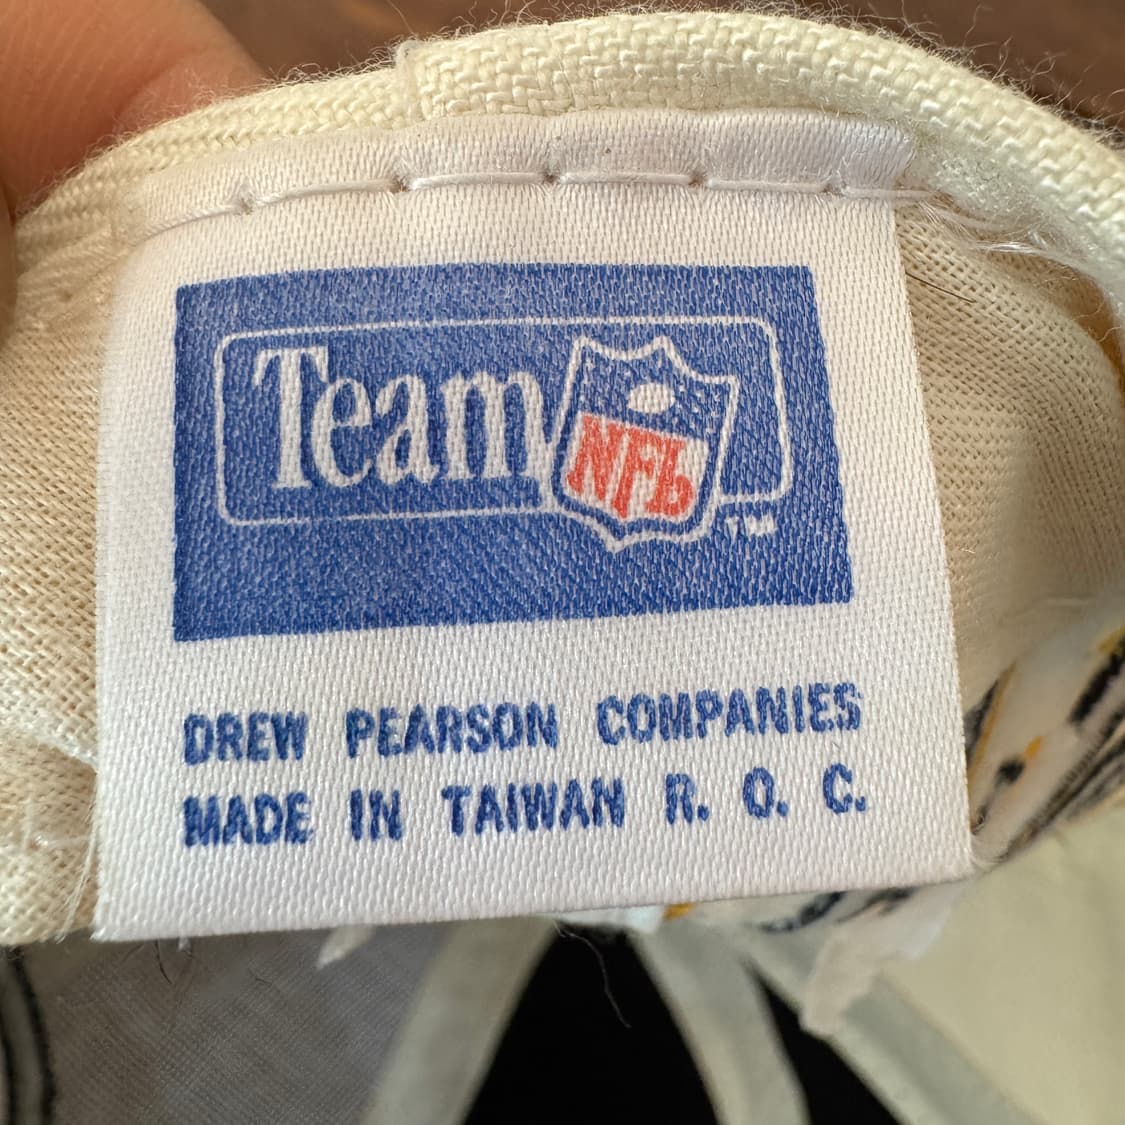 Team NFL TM
DREW PEARSON COMPANIES
MADE IN TAIWAN R. O. C.